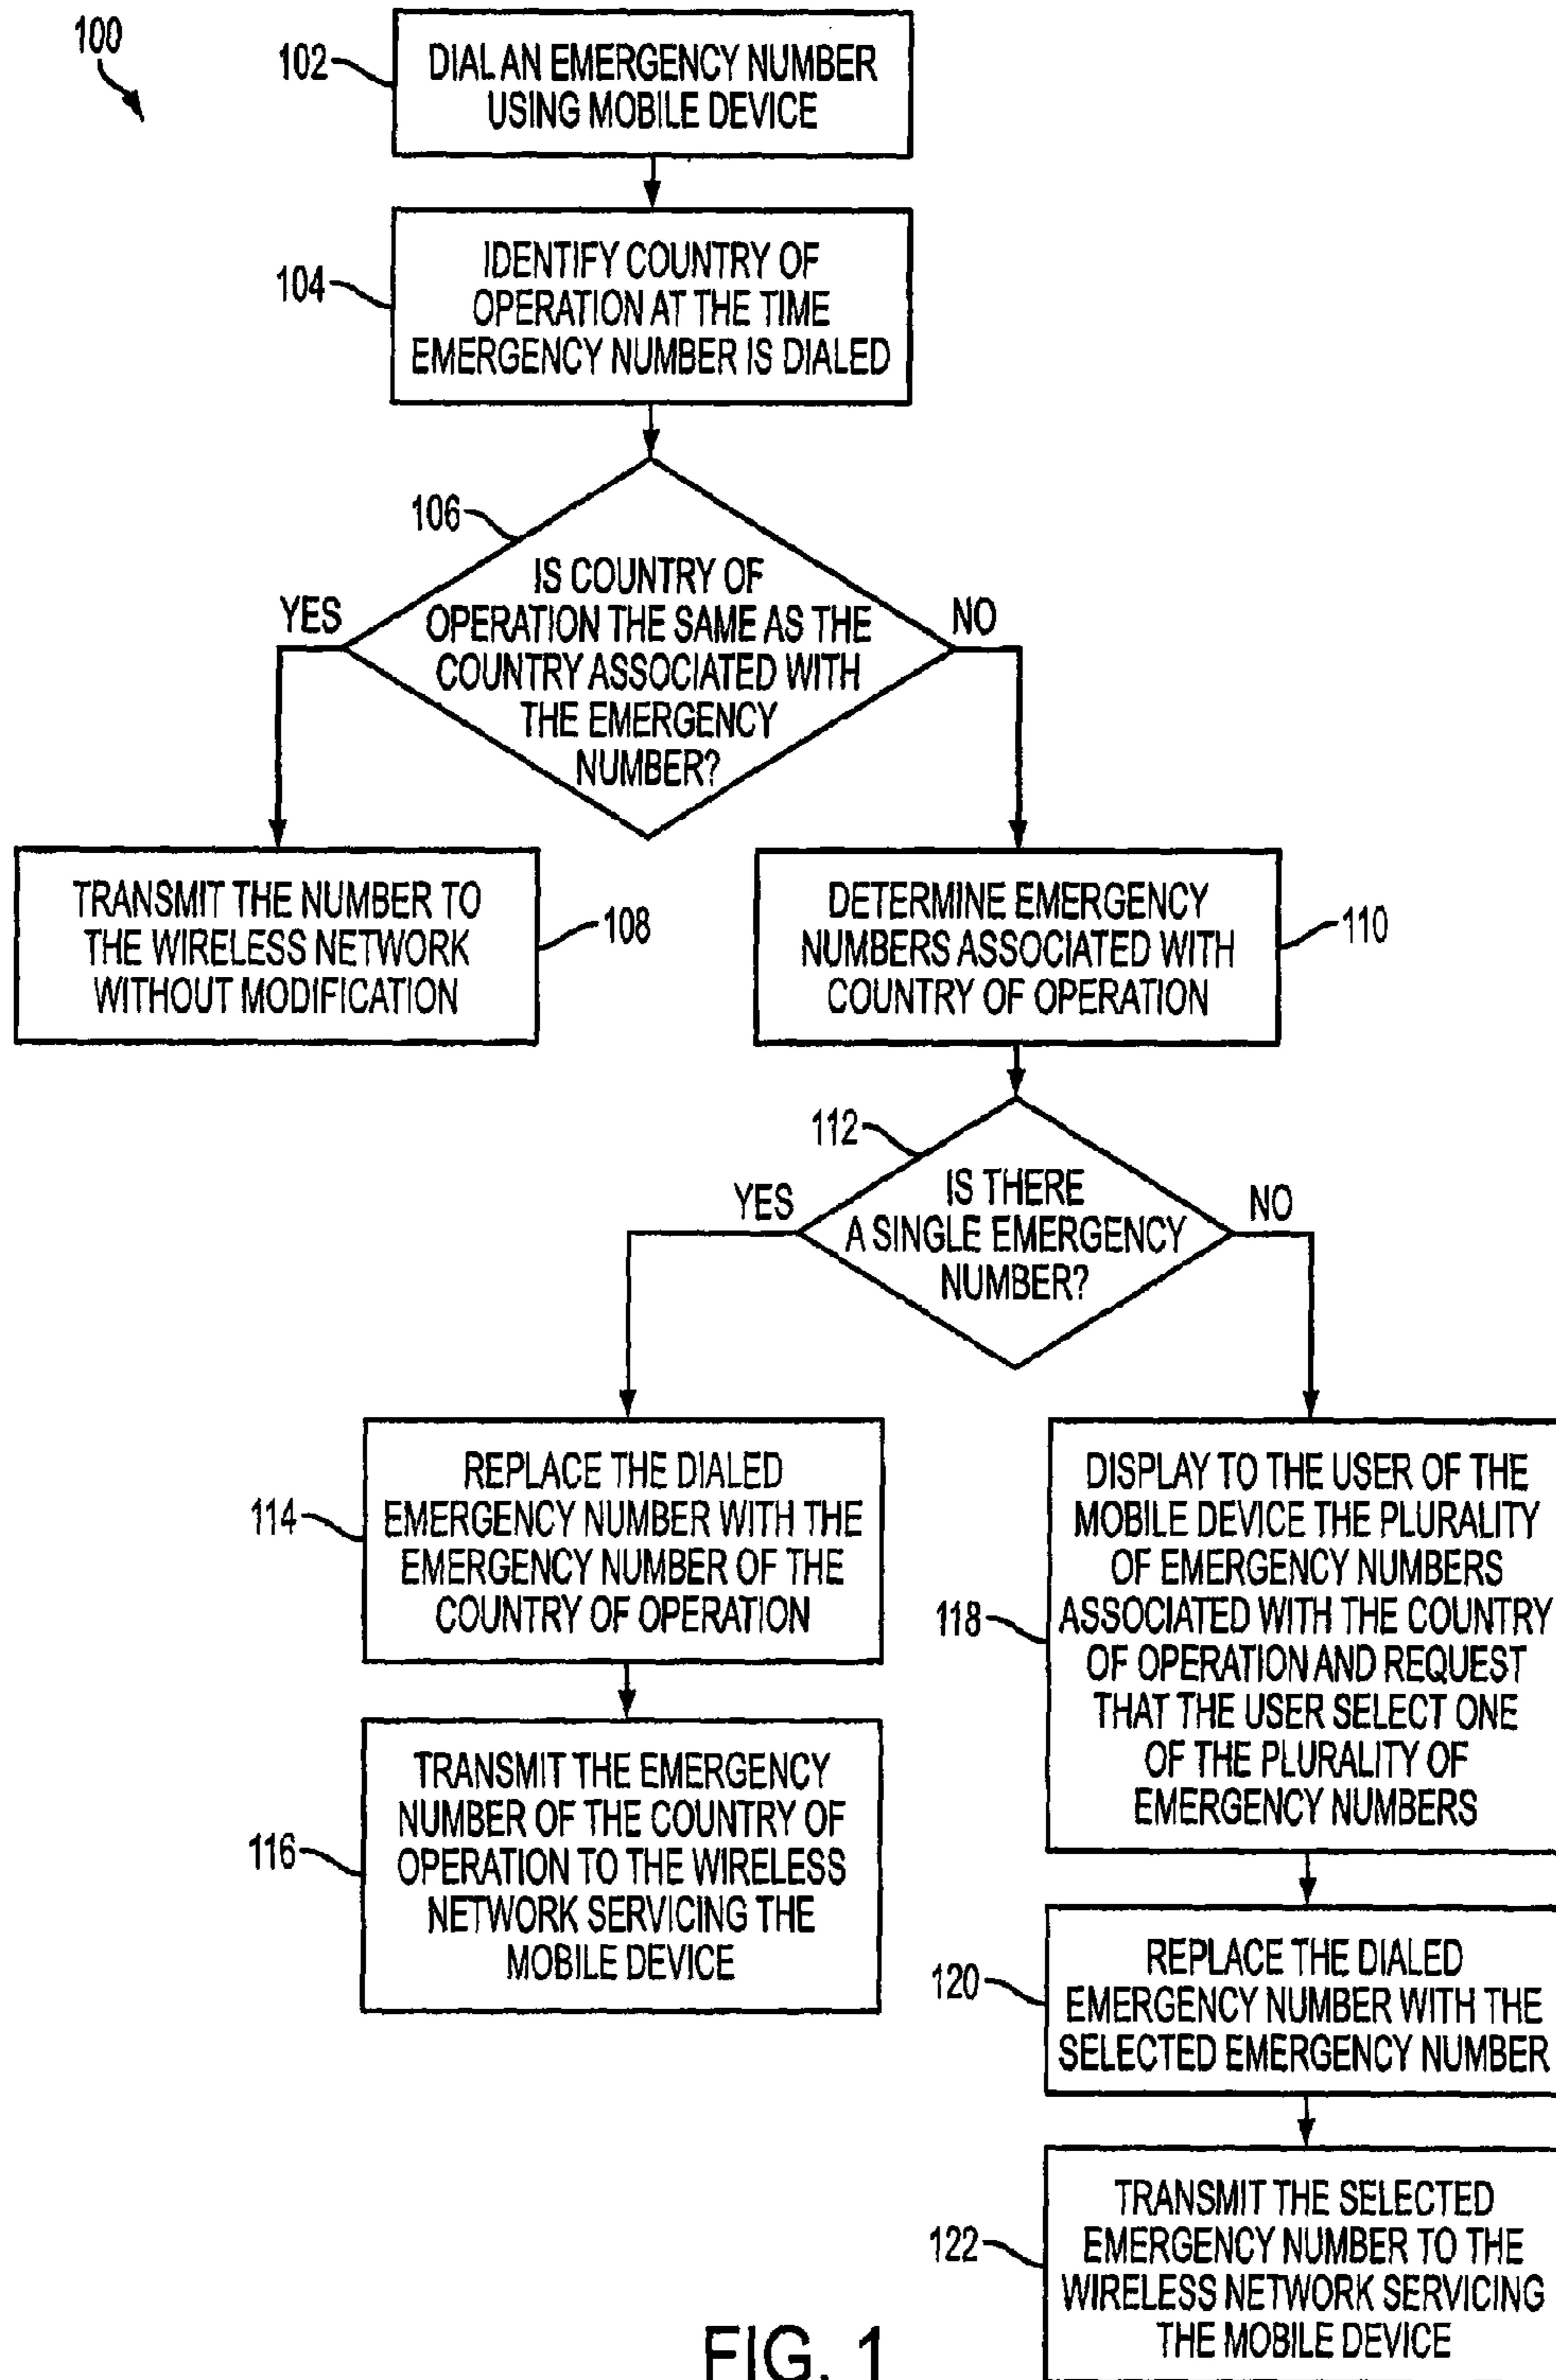 100
102
DIAL AN EMERGENCY NUMBER
USING MOBILE DEVICE
104
IDENTIFY COUNTRY OF
OPERATION AT THE TIME
EMERGENCY NUMBER IS DIALED
106
IS COUNTRY OF
OPERATION THE SAME AS THE
COUNTRY ASSOCIATED WITH
THE EMERGENCY
NUMBER?
YES
NO
TRANSMIT THE NUMBER TO
THE WIRELESS NETWORK
WITHOUT MODIFICATION
108
DETERMINE EMERGENCY
NUMBERS ASSOCIATED WITH
COUNTRY OF OPERATION
110
112
IS THERE
A SINGLE EMERGENCY
NUMBER?
YES
NO
114
REPLACE THE DIALED
EMERGENCY NUMBER WITH THE
EMERGENCY NUMBER OF THE
COUNTRY OF OPERATION
116
TRANSMIT THE EMERGENCY
NUMBER OF THE COUNTRY OF
OPERATION TO THE WIRELESS
NETWORK SERVICING THE
MOBILE DEVICE
118
DISPLAY TO THE USER OF THE
MOBILE DEVICE THE PLURALITY
OF EMERGENCY NUMBERS
ASSOCIATED WITH THE COUNTRY
OF OPERATION AND REQUEST
THAT THE USER SELECT ONE
OF THE PLURALITY OF
EMERGENCY NUMBERS
120
REPLACE THE DIALED
EMERGENCY NUMBER WITH THE
SELECTED EMERGENCY NUMBER
122
TRANSMIT THE SELECTED
EMERGENCY NUMBER TO THE
WIRELESS NETWORK SERVICING
THE MOBILE DEVICE
FIG. 1